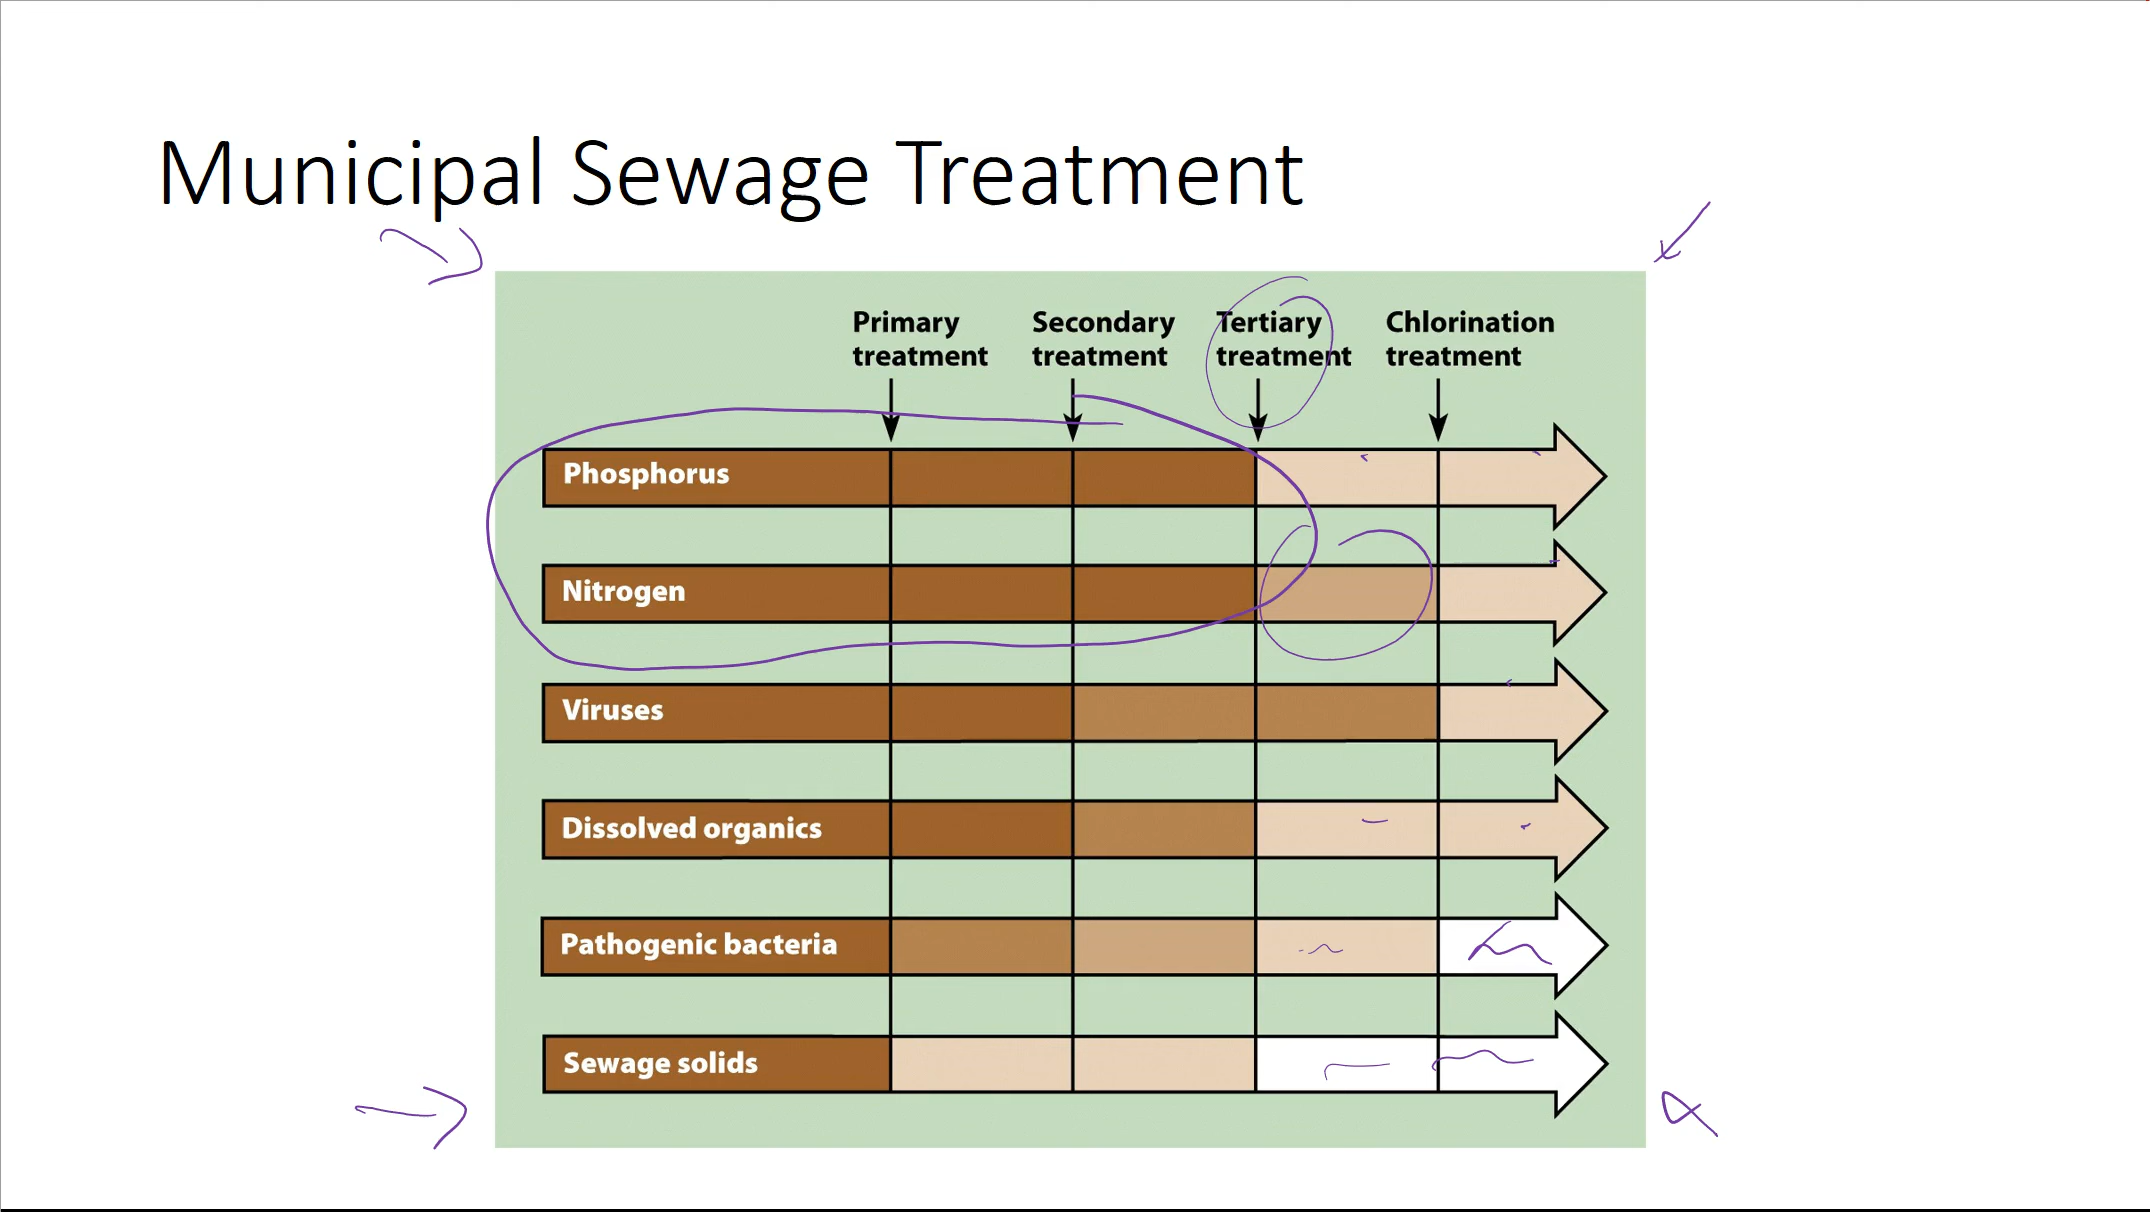 Municipal Sewage Treatment
Primary treatment
Secondary treatment
Tertiary treatment
Chlorination treatment
Phosphorus
Nitrogen
Viruses
Dissolved organics
Pathogenic bacteria
Sewage solids